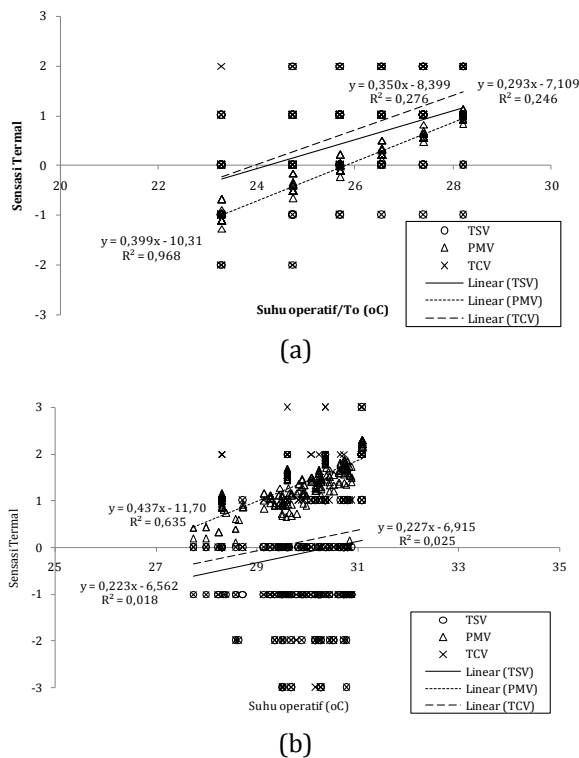 3
2
1
0
-1
-2
-3
Sensasi Termal
20
22
24
26
28
30
y = 0,350x - 8,399
R² = 0,276
y = 0,293x - 7,109
R² = 0,246
y = 0,399x - 10,31
R² = 0,968
Suhu operatif/To (oC)
TSV
PMV
TCV
Linear (TSV)
Linear (PMV)
Linear (TCV)
(a)
3
2
1
0
-1
-2
-3
Sensasi Termal
25
27
29
31
33
35
y = 0,437x - 11,70
R² = 0,635
y = 0,227x - 6,915
R² = 0,025
y = 0,223x - 6,562
R² = 0,018
Suhu operatif (oC)
TSV
PMV
TCV
Linear (TSV)
Linear (PMV)
Linear (TCV)
(b)